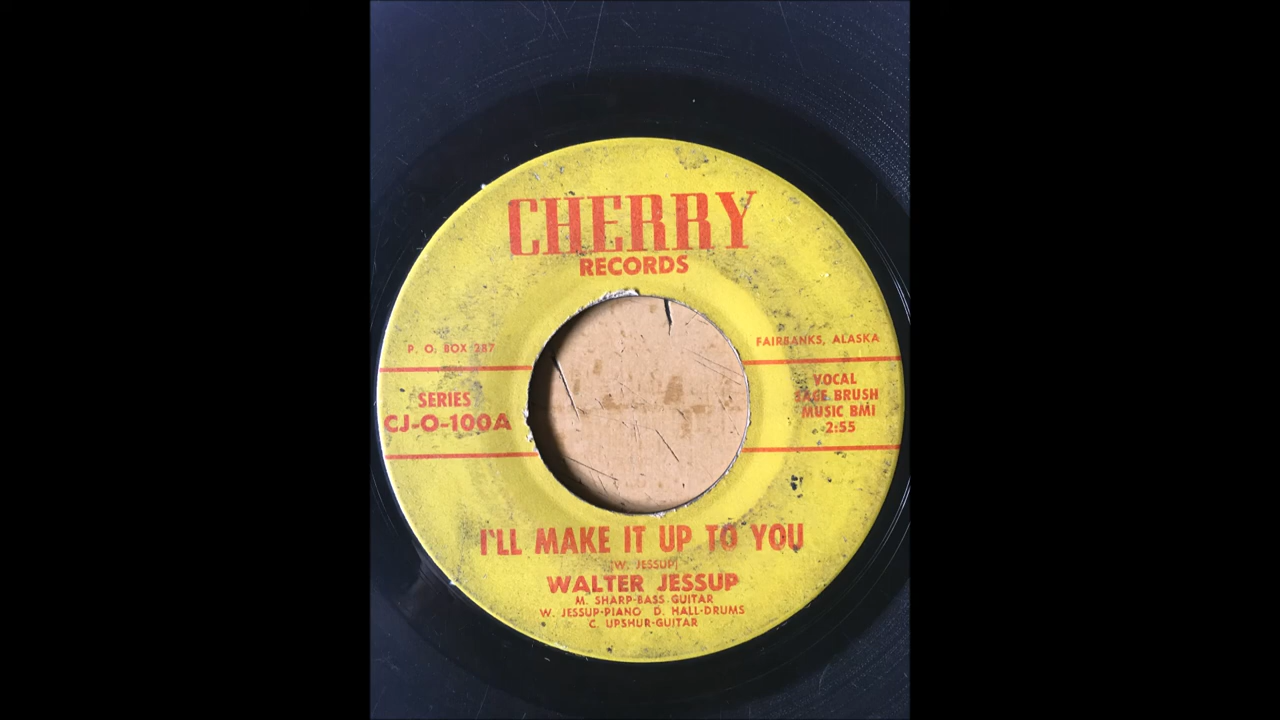 CHERRY
RECORDS
P. O. BOX 287
FAIRBANKS, ALASKA
SERIES
CJ-O-100A
VOCAL
SAGE BRUSH
MUSIC BMI
2:55
I'LL MAKE IT UP TO YOU
(W. JESSUP)
WALTER JESSUP
M. SHARP-BASS GUITAR
W. JESSUP-PIANO D. HALL-DRUMS
C. UPSHUR-GUITAR